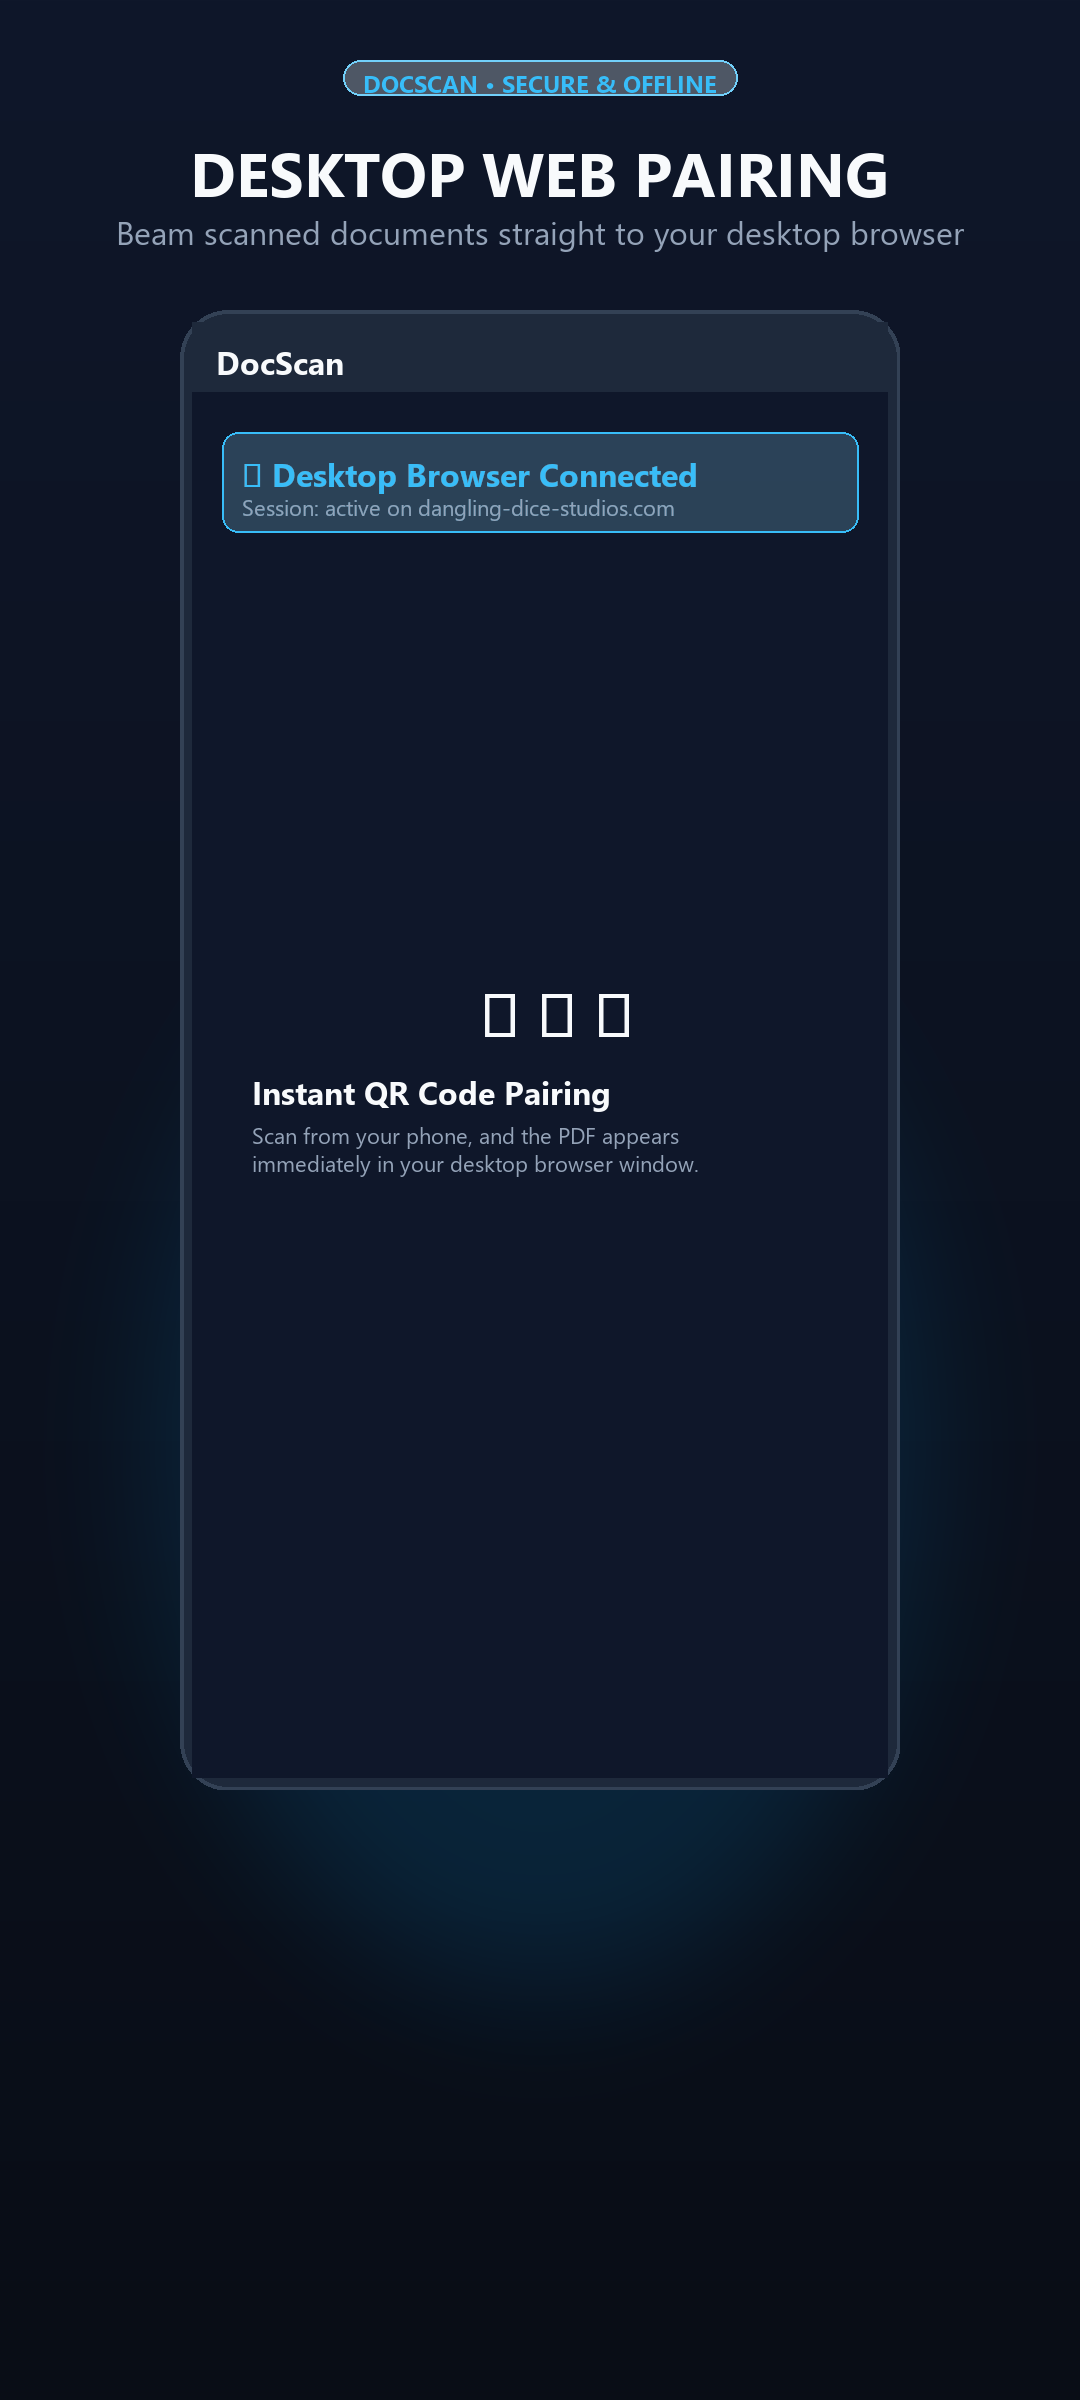 DOCSCAN • SECURE & OFFLINE
DESKTOP WEB PAIRING
Beam scanned documents straight to your desktop browser
DocScan
Desktop Browser Connected
Session: active on dangling-dice-studios.com
Instant QR Code Pairing
Scan from your phone, and the PDF appears
immediately in your desktop browser window.